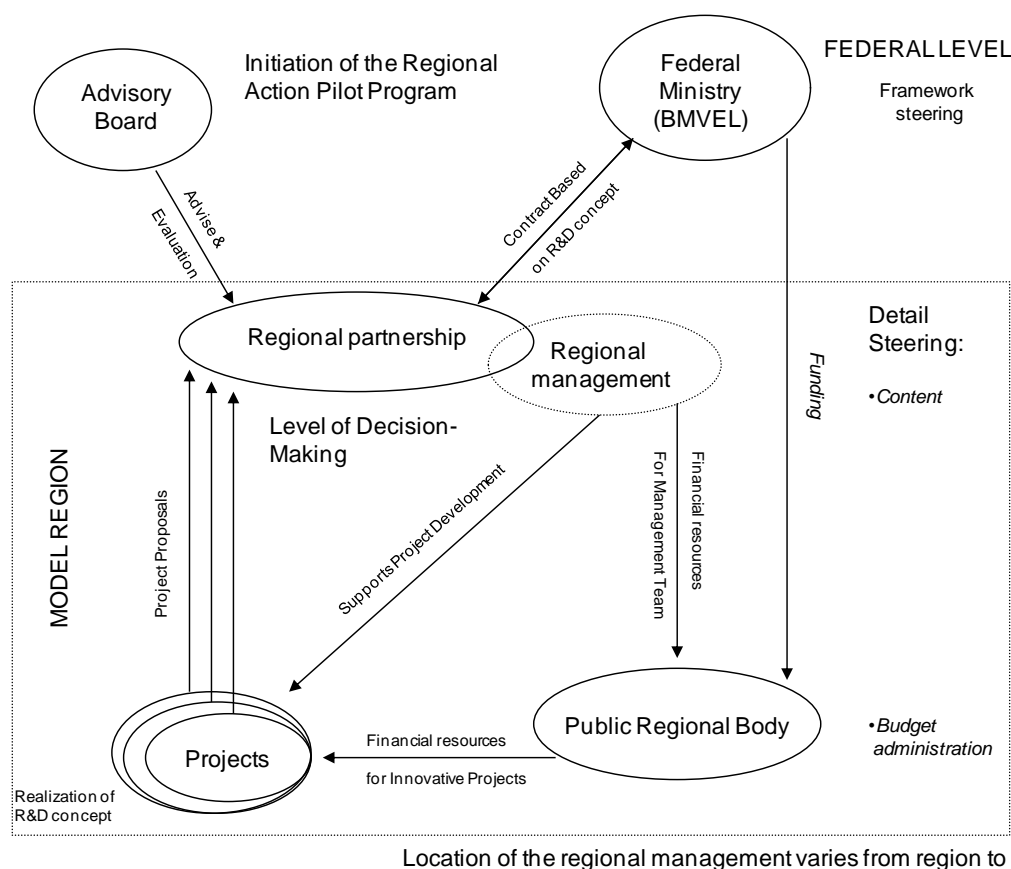 Advisory
Board
Initiation of the Regional
Action Pilot Program
Federal
Ministry
(BMVEL)
FEDERAL LEVEL
Framework
steering
Advise &
Evaluation
Contract Based
on R&D concept
Regional partnership
Regional
management
Detail
Steering:
•Content
Funding
Level of Decision-
Making
MODEL REGION
Project Proposals
Supports Project Development
Financial resources
For Management Team
Projects
Financial resources
for Innovative Projects
Public Regional Body
•Budget
administration
Realization of
R&D concept
Location of the regional management varies from region to